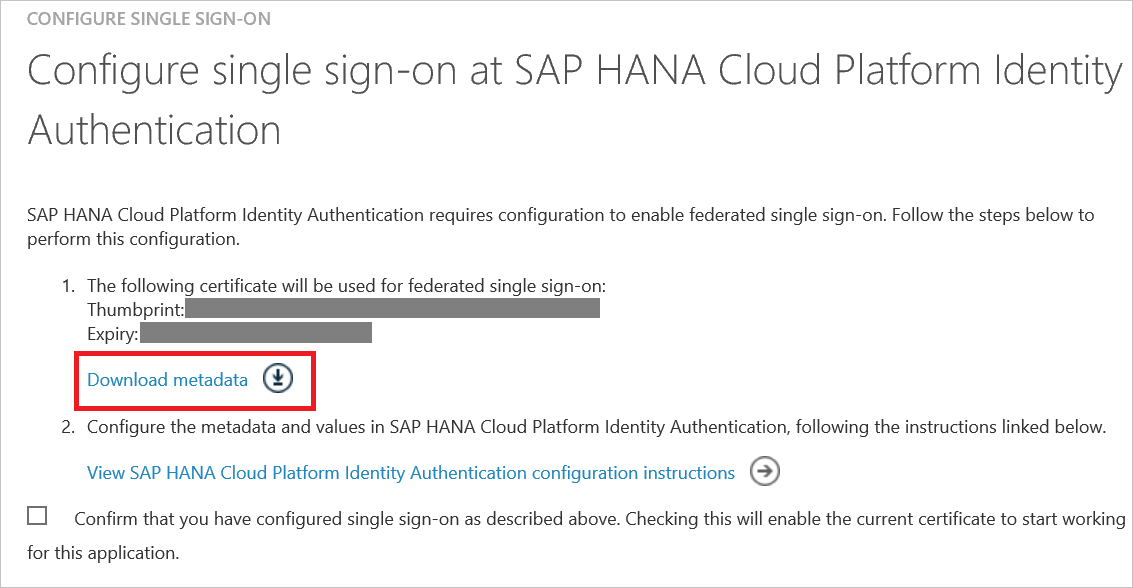 CONFIGURE SINGLE SIGN-ON
Configure single sign-on at SAP HANA Cloud Platform Identity
Authentication
SAP HANA Cloud Platform Identity Authentication requires configuration to enable federated single sign-on. Follow the steps below to
perform this configuration.
1. The following certificate will be used for federated single sign-on:
Thumbprint:
Expiry:
Download metadata
2. Configure the metadata and values in SAP HANA Cloud Platform Identity Authentication, following the instructions linked below.
View SAP HANA Cloud Platform Identity Authentication configuration instructions
Confirm that you have configured single sign-on as described above. Checking this will enable the current certificate to start working
for this application.